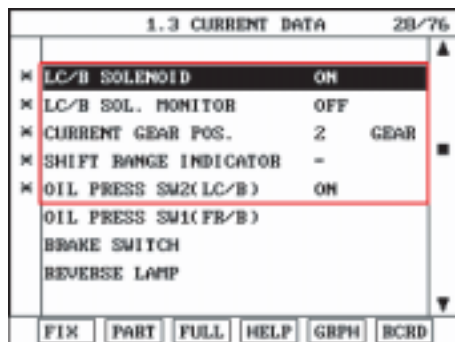 1.3 CURRENT DATA 28/76
* LC/B SOLENOID ON
* LC/B SOL. MONITOR OFF
* CURRENT GEAR POS. 2 GEAR
* SHIFT RANGE INDICATOR -
* OIL PRESS SW2(LC/B) ON
OIL PRESS SW1(FR/B)
BRAKE SWITCH
REVERSE LAMP
FIX PART FULL HELP GRPH RCRD